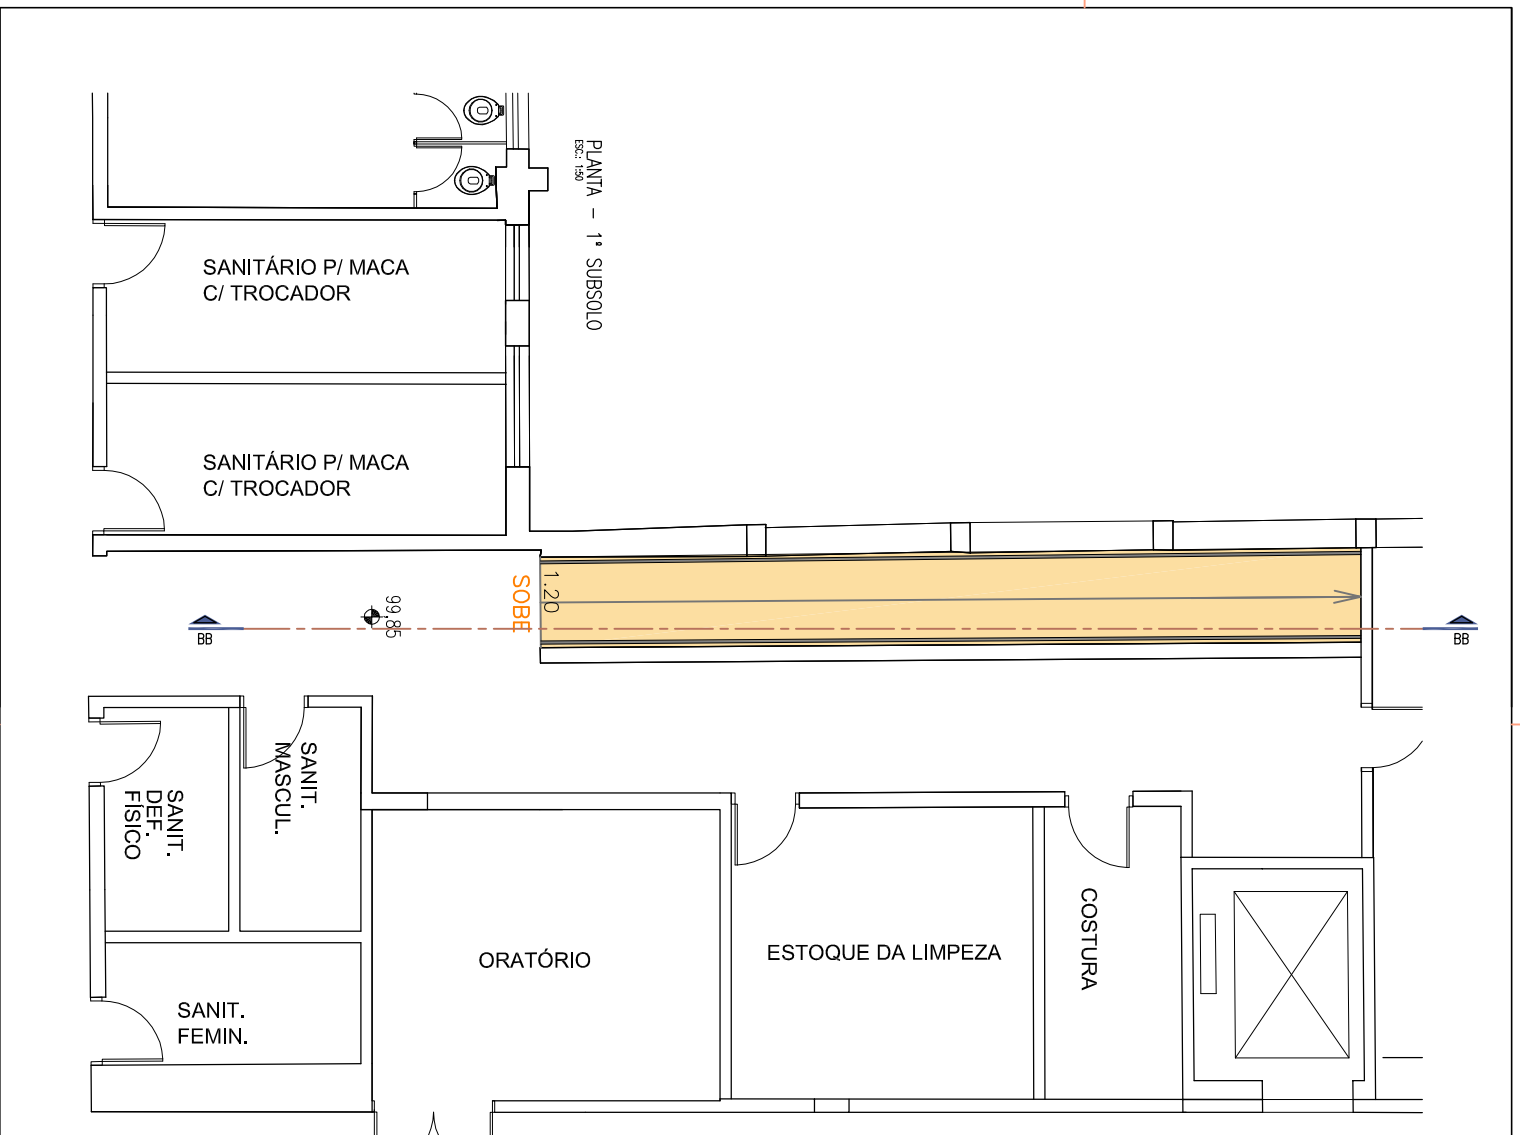 PLANTA - 1º SUBSOLO
ESC.: 1:50
SANITÁRIO P/ MACA
C/ TROCADOR
SANITÁRIO P/ MACA
C/ TROCADOR
SOBE
1.20
99,85
BB
BB
SANIT.
MASCUL.
SANIT.
DEF.
FÍSICO
SANIT.
FEMIN.
ORATÓRIO
ESTOQUE DA LIMPEZA
COSTURA